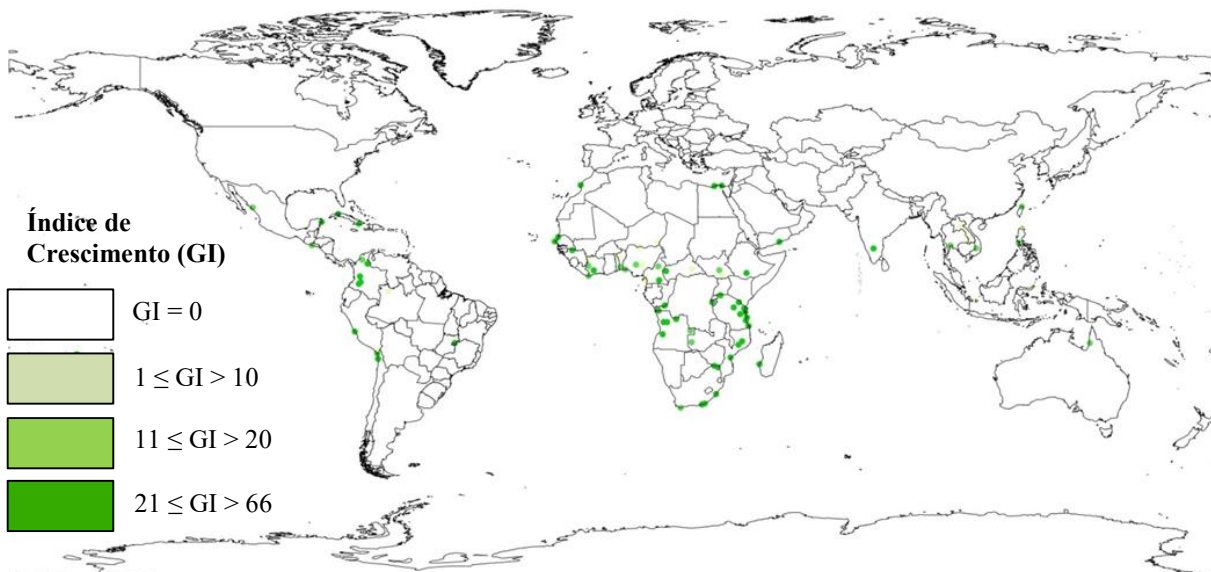 Índice de
Crescimento (GI)
GI = 0
1 ≤ GI > 10
11 ≤ GI > 20
21 ≤ GI > 66